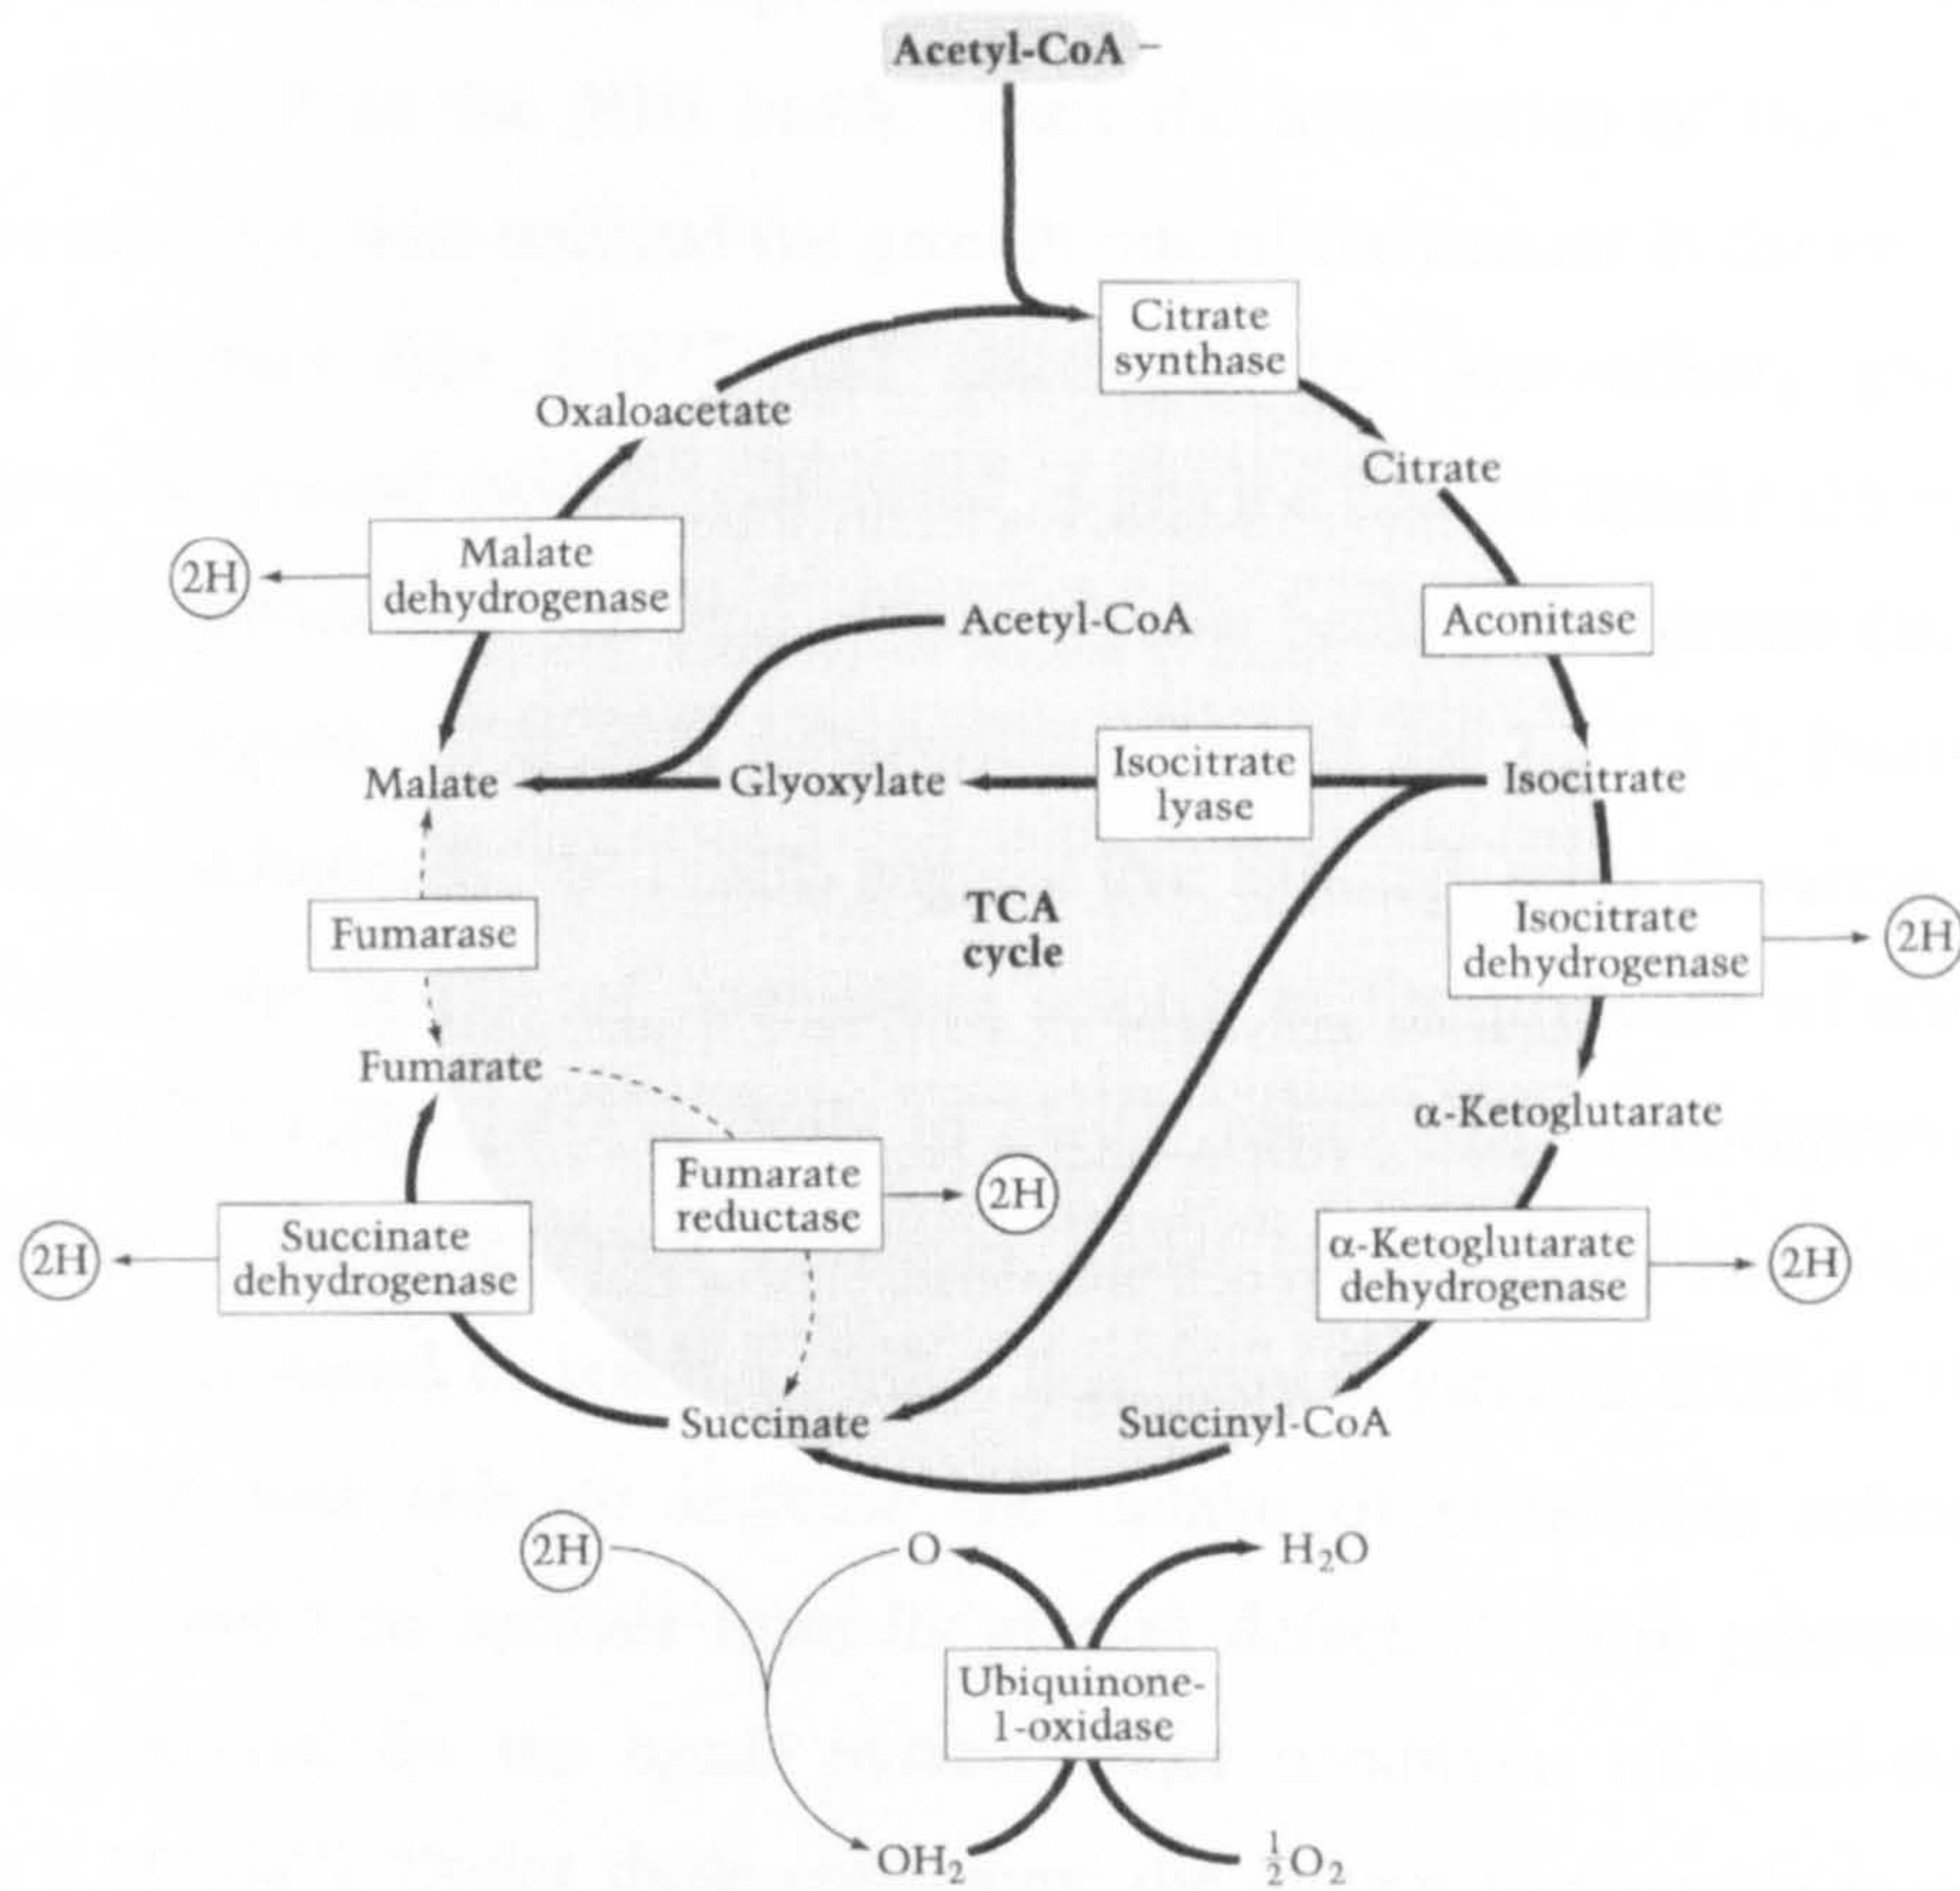 Acetyl-CoA –
Citrate
synthase
Oxaloacetate
Citrate
Malate
dehydrogenase
2H
Acetyl-CoA
Aconitase
Malate
Glyoxylate
Isocitrate
lyase
Isocitrate
TCA
cycle
Fumarase
Isocitrate
dehydrogenase
2H
Fumarate
α-Ketoglutarate
Fumarate
reductase
2H
Succinate
dehydrogenase
2H
α-Ketoglutarate
dehydrogenase
2H
Succinate
Succinyl-CoA
2H
O
H₂O
Ubiquinone-
1-oxidase
OH₂
½O₂